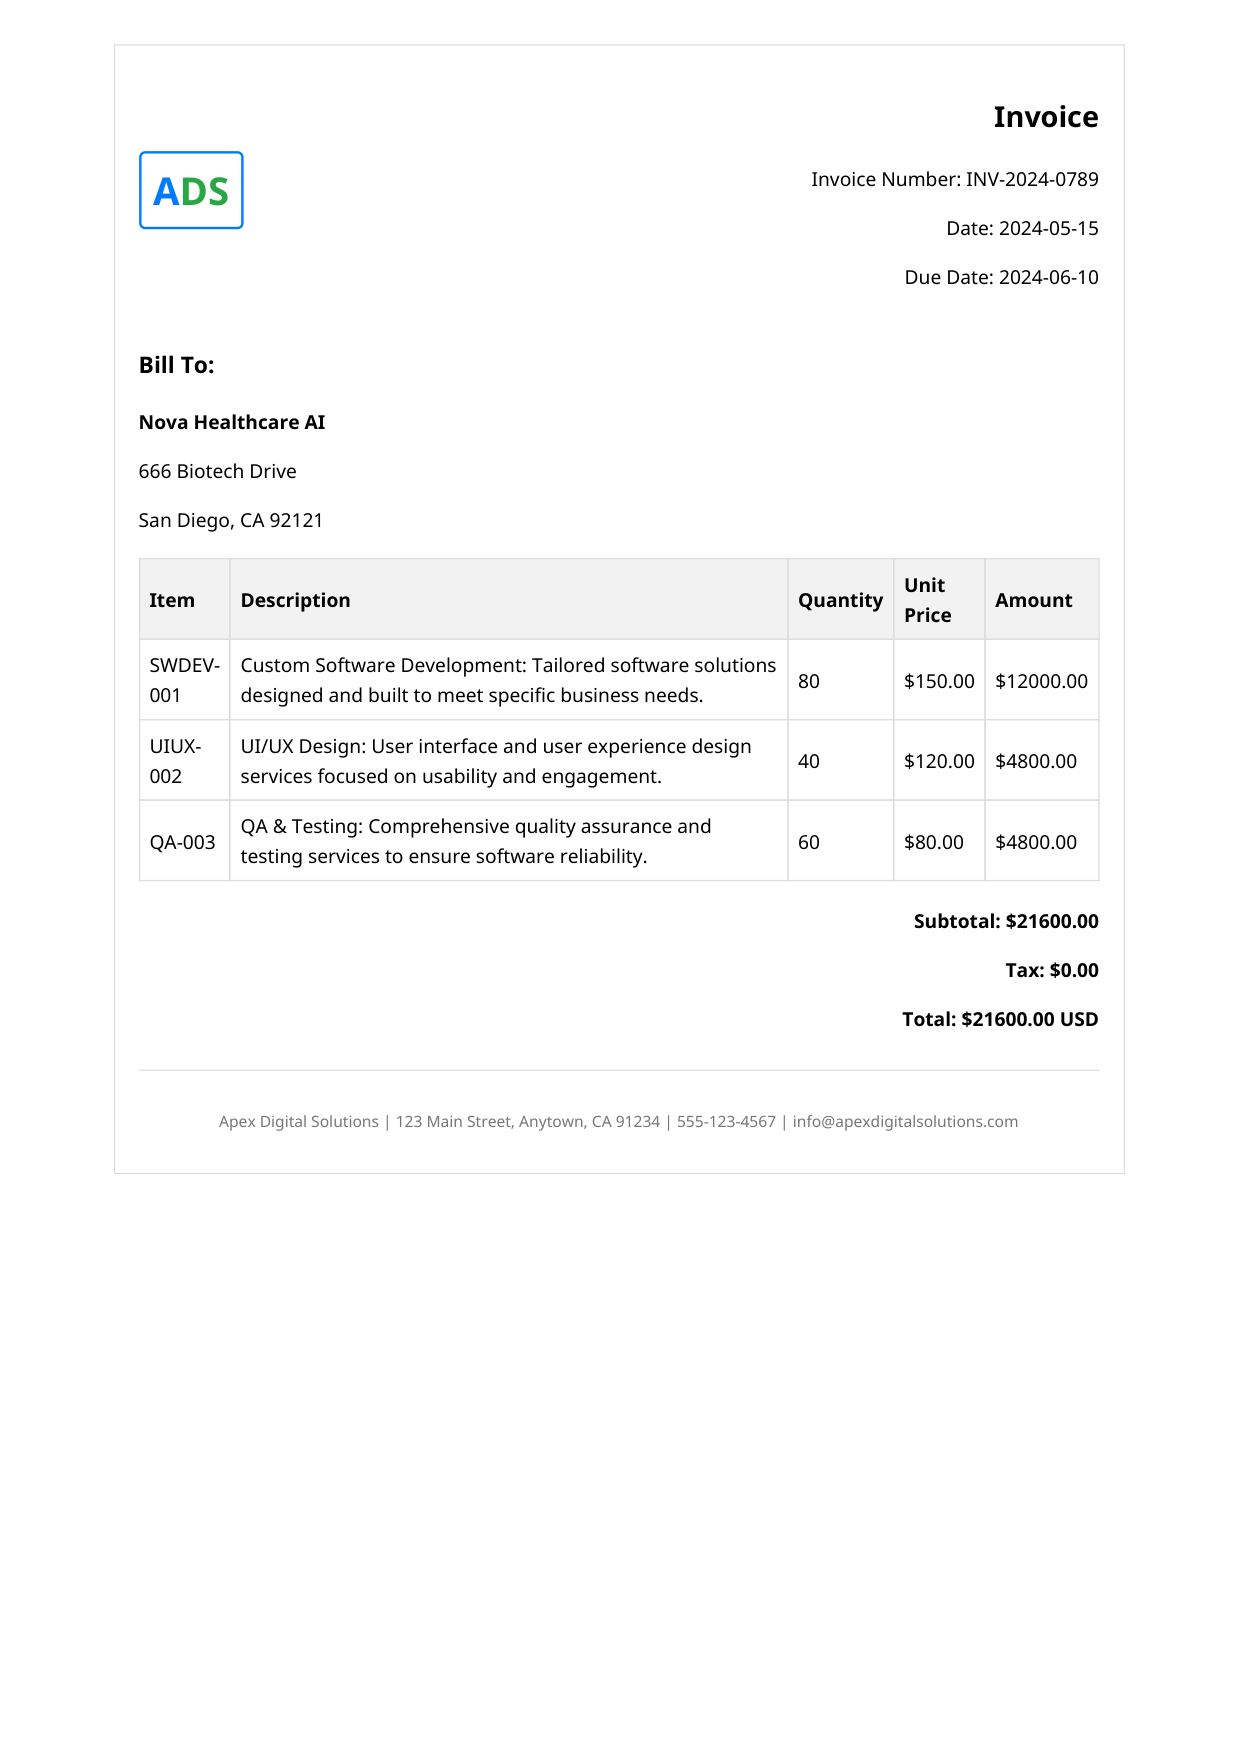 Invoice
ADS
Invoice Number: INV-2024-0789
Date: 2024-05-15
Due Date: 2024-06-10
Bill To:
Nova Healthcare AI
666 Biotech Drive
San Diego, CA 92121
Item Description Quantity Unit Price Amount
SWDEV-001 Custom Software Development: Tailored software solutions
designed and built to meet specific business needs. 80 $150.00 $12000.00
UIUX-002 UI/UX Design: User interface and user experience design
services focused on usability and engagement. 40 $120.00 $4800.00
QA-003 QA & Testing: Comprehensive quality assurance and
testing services to ensure software reliability. 60 $80.00 $4800.00
Subtotal: $21600.00
Tax: $0.00
Total: $21600.00 USD
Apex Digital Solutions | 123 Main Street, Anytown, CA 91234 | 555-123-4567 | info@apexdigitalsolutions.com